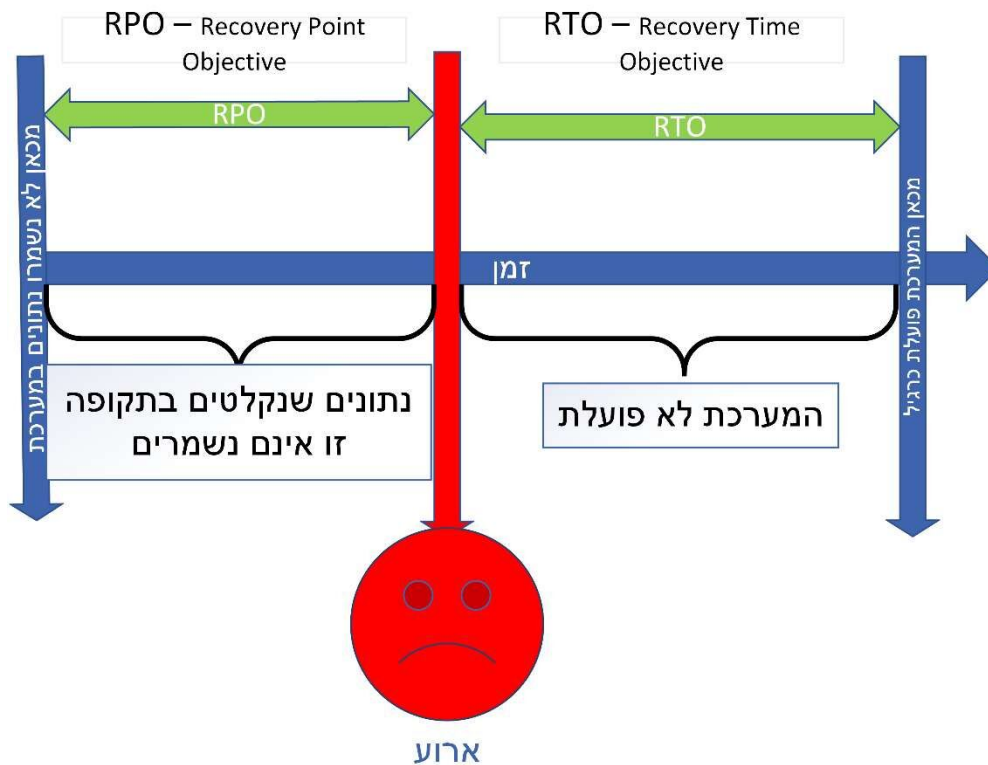 RPO – Recovery Point
Objective
RTO – Recovery Time
Objective
RPO
RTO
מכאן לא נשמרו נתונים במערכת
זמן
מכאן המערכת פועלת כרגיל
נתונים שנקלטים בתקופה
זו אינם נשמרים
המערכת לא פועלת
ארוע